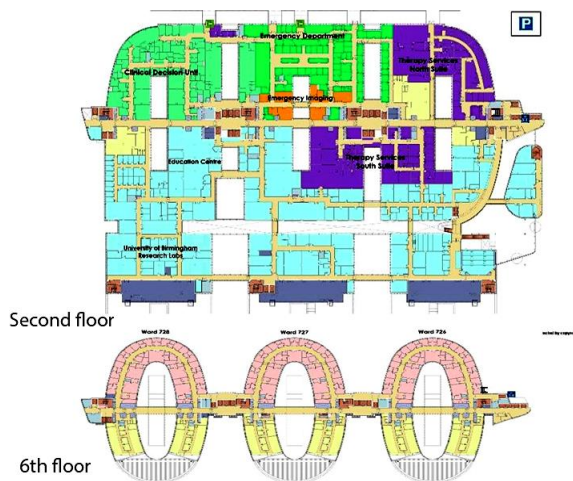 P
Emergency Department
Clinical Decision Unit
Therapy Services
North Suite
Emergency Imaging
Education Centre
Therapy Services
South Suite
University of Birmingham
Research Labs
Second floor
Ward 728
Ward 727
Ward 726
6th floor